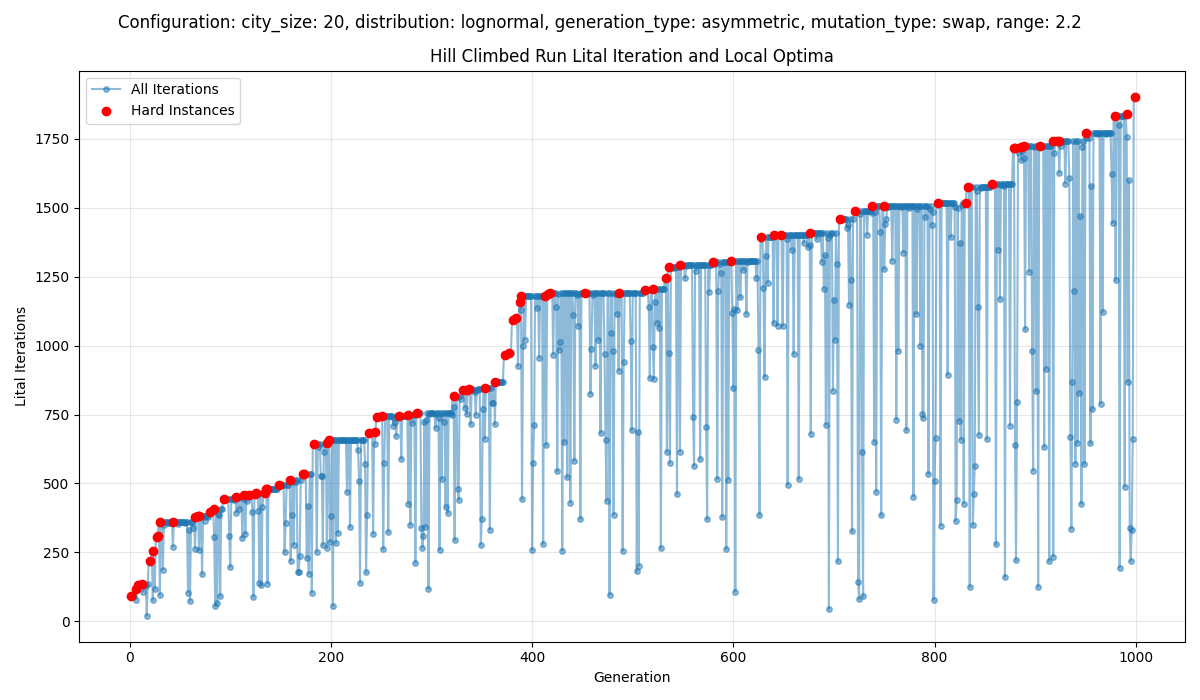 Configuration: city_size: 20, distribution: lognormal, generation_type: asymmetric, mutation_type: swap, range: 2.2
Hill Climbed Run Lital Iteration and Local Optima
All Iterations
Hard Instances
Lital Iterations
1750
1500
1250
1000
750
500
250
0
0 200 400 600 800 1000
Generation